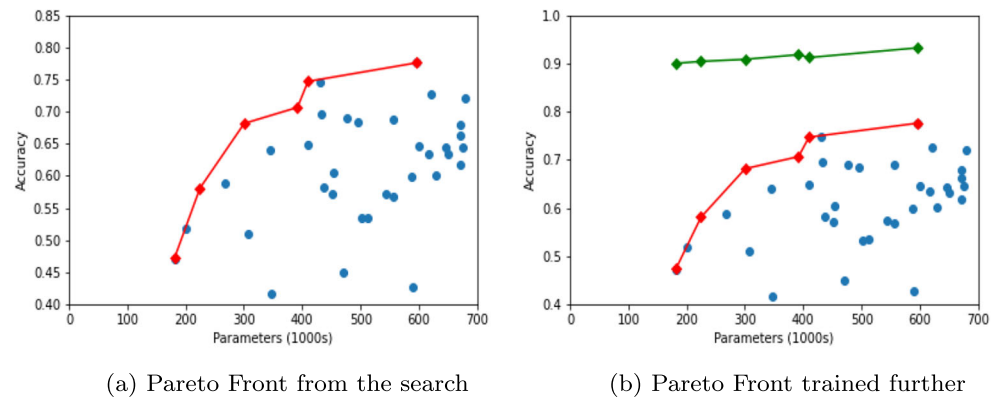 0.85
0.80
0.75
0.70
0.65
0.60
0.55
0.50
0.45
0.40
Accuracy
0 100 200 300 400 500 600 700
Parameters (1000s)
(a) Pareto Front from the search
1.0
0.9
0.8
0.7
0.6
0.5
0.4
Accuracy
0 100 200 300 400 500 600 700
Parameters (1000s)
(b) Pareto Front trained further